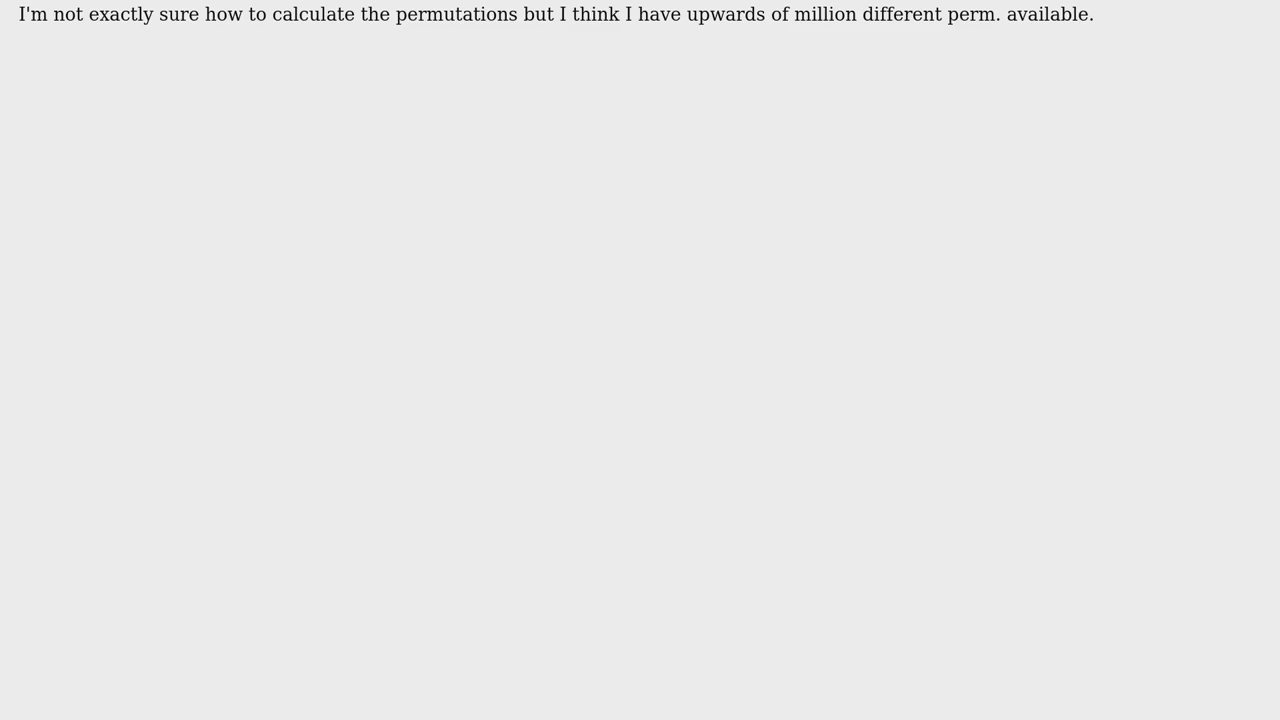 I'm not exactly sure how to calculate the permutations but I think I have upwards of million different perm. available.